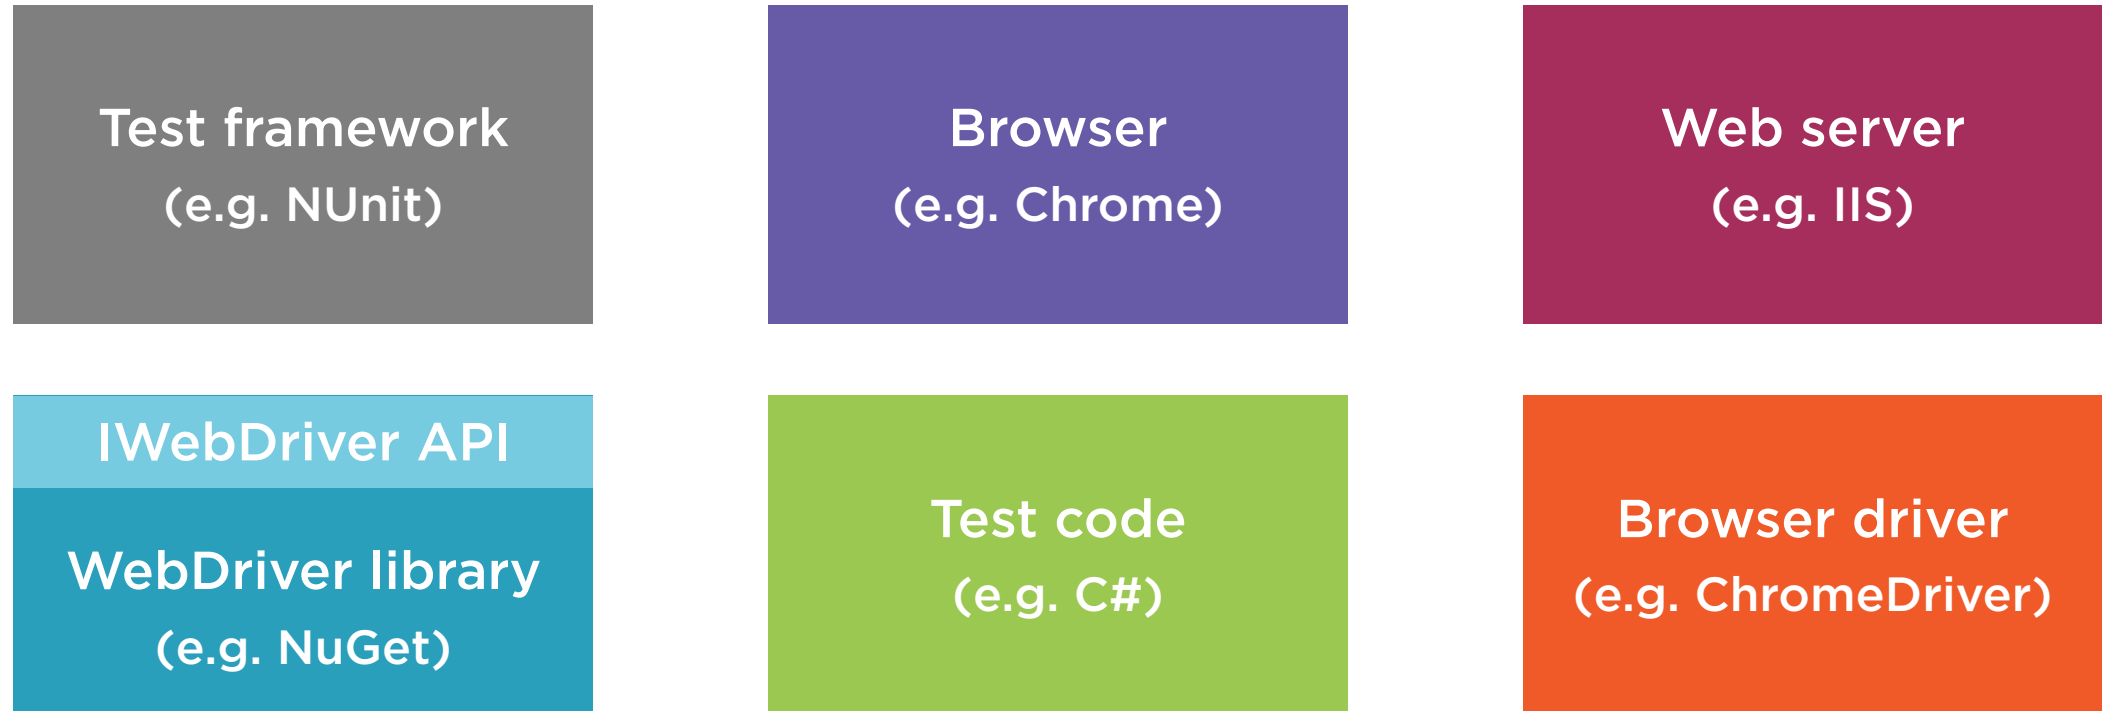 Test framework
(e.g. NUnit)
Browser
(e.g. Chrome)
Web server
(e.g. IIS)
IWebDriver API
WebDriver library
(e.g. NuGet)
Test code
(e.g. C#)
Browser driver
(e.g. ChromeDriver)